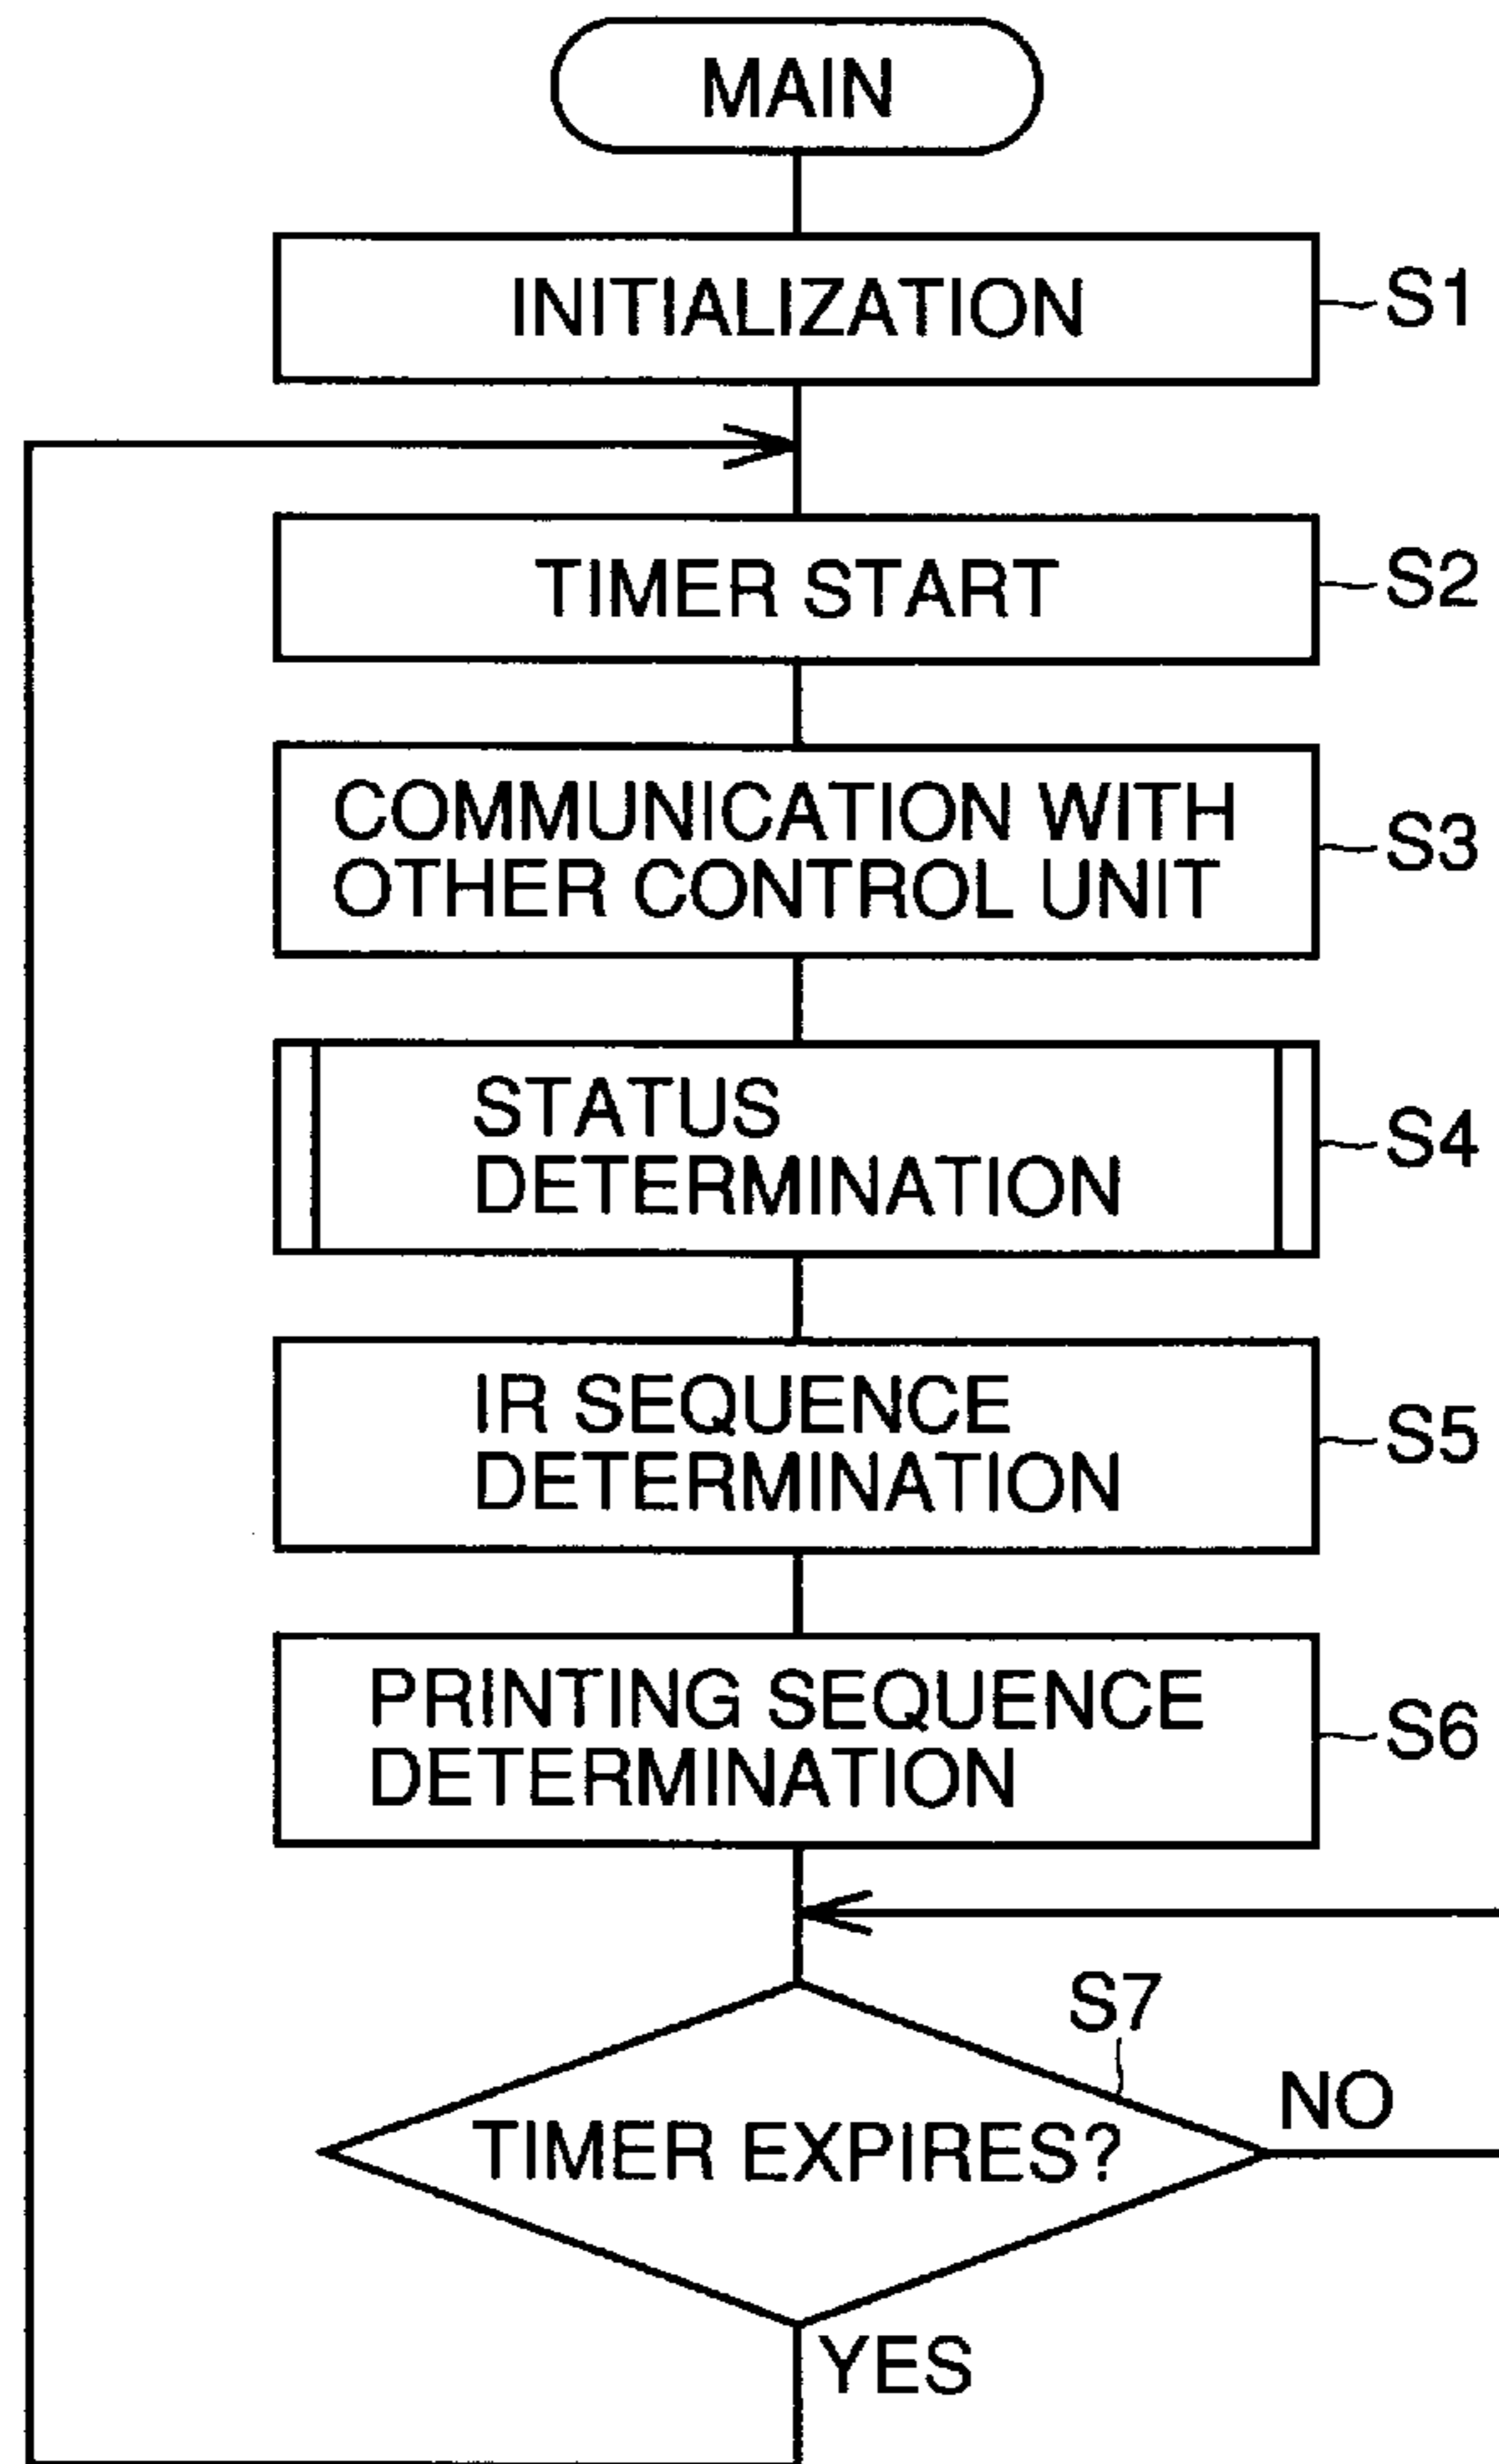 MAIN
INITIALIZATION
S1
TIMER START
S2
COMMUNICATION WITH
OTHER CONTROL UNIT
S3
STATUS
DETERMINATION
S4
IR SEQUENCE
DETERMINATION
S5
PRINTING SEQUENCE
DETERMINATION
S6
S7
TIMER EXPIRES?
NO
YES